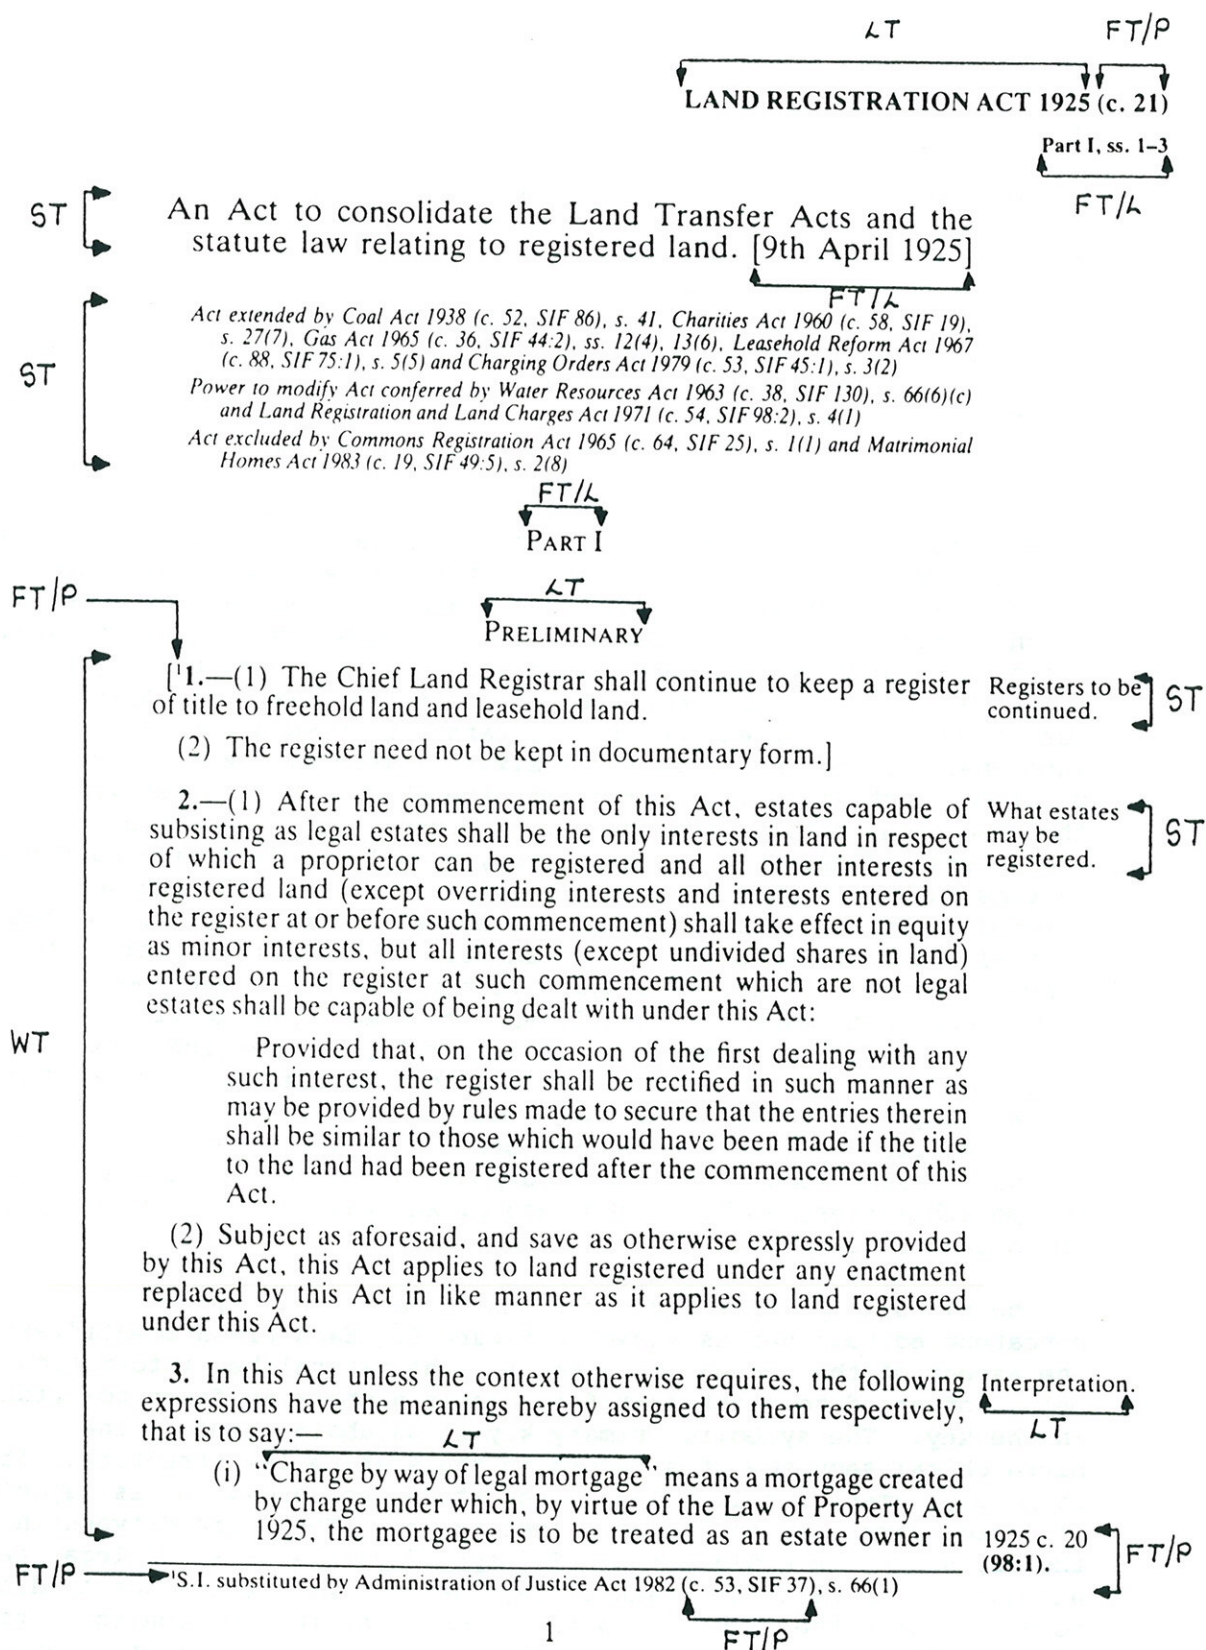 LT FT/P
LAND REGISTRATION ACT 1925 (c. 21)
Part I, ss. 1–3
FT/L
ST
An Act to consolidate the Land Transfer Acts and the
statute law relating to registered land. [9th April 1925]
FT/L
ST
Act extended by Coal Act 1938 (c. 52, SIF 86), s. 41, Charities Act 1960 (c. 58, SIF 19),
s. 27(7), Gas Act 1965 (c. 36, SIF 44:2), ss. 12(4), 13(6), Leasehold Reform Act 1967
(c. 88, SIF 75:1), s. 5(5) and Charging Orders Act 1979 (c. 53, SIF 45:1), s. 3(2)
Power to modify Act conferred by Water Resources Act 1963 (c. 38, SIF 130), s. 66(6)(c)
and Land Registration and Land Charges Act 1971 (c. 54, SIF 98:2), s. 4(1)
Act excluded by Commons Registration Act 1965 (c. 64, SIF 25), s. 1(1) and Matrimonial
Homes Act 1983 (c. 19, SIF 49:5), s. 2(8)
FT/L
PART I
FT/P
LT
PRELIMINARY
[¹1.—(1) The Chief Land Registrar shall continue to keep a register
of title to freehold land and leasehold land.
Registers to be
continued.
ST
(2) The register need not be kept in documentary form.]
2.—(1) After the commencement of this Act, estates capable of
subsisting as legal estates shall be the only interests in land in respect
of which a proprietor can be registered and all other interests in
registered land (except overriding interests and interests entered on
the register at or before such commencement) shall take effect in equity
as minor interests, but all interests (except undivided shares in land)
entered on the register at such commencement which are not legal
estates shall be capable of being dealt with under this Act:
What estates
may be
registered.
ST
WT
Provided that, on the occasion of the first dealing with any
such interest, the register shall be rectified in such manner as
may be provided by rules made to secure that the entries therein
shall be similar to those which would have been made if the title
to the land had been registered after the commencement of this
Act.
(2) Subject as aforesaid, and save as otherwise expressly provided
by this Act, this Act applies to land registered under any enactment
replaced by this Act in like manner as it applies to land registered
under this Act.
3. In this Act unless the context otherwise requires, the following
expressions have the meanings hereby assigned to them respectively,
that is to say:—
Interpretation.
LT
LT
(i) “Charge by way of legal mortgage” means a mortgage created
by charge under which, by virtue of the Law of Property Act
1925, the mortgagee is to be treated as an estate owner in
1925 c. 20
(98:1).
FT/P
FT/P
¹S.I. substituted by Administration of Justice Act 1982 (c. 53, SIF 37), s. 66(1)
FT/P
1